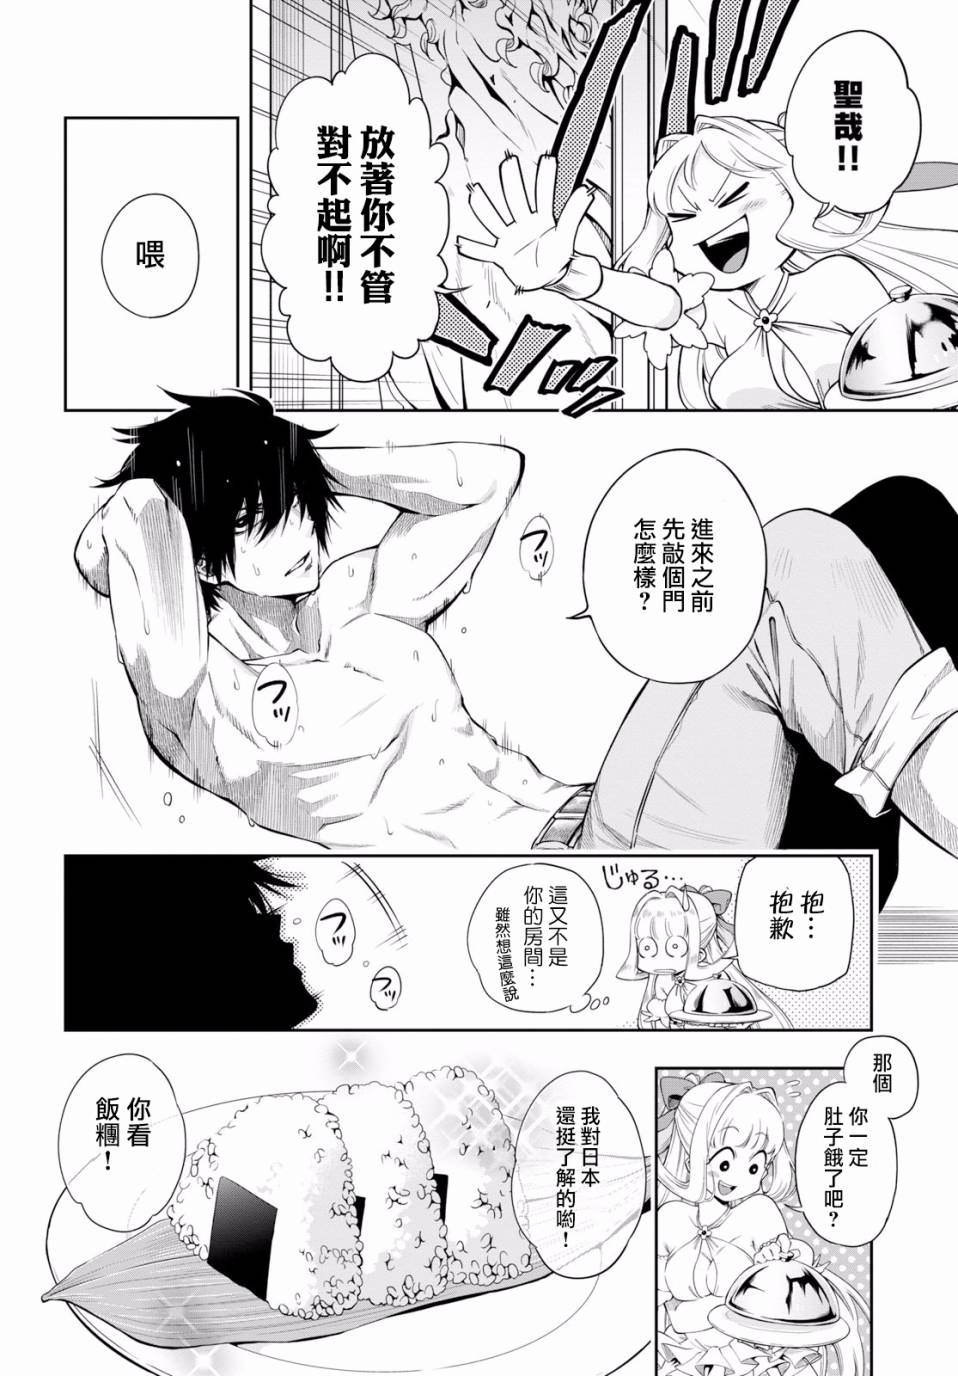 聖哉!!
放著你不管
對不起啊!!
喂
進來之前
先敲個門
怎麼樣?
フッ
フッ
抱…
抱歉
じゅる…
這又不是
你的房間…
雖然想這麼說
フッ
フッ
那個
你一定
肚子餓了吧?
我對日本
還挺了解的喲!
你看
飯糰!